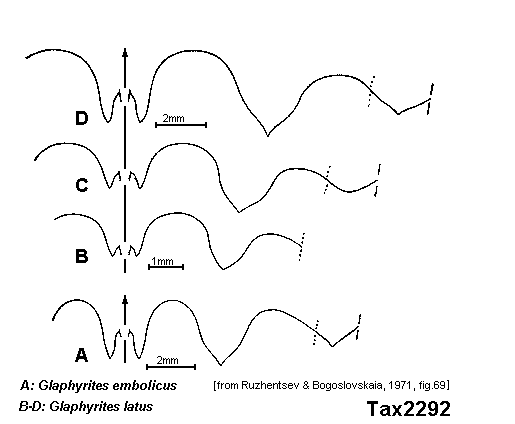 D
2mm
C
B
1mm
A
2mm
A: Glaphyrites embolicus [from Ruzhentsev & Bogoslovskaia, 1971, fig.69]
B-D: Glaphyrites latus
Tax2292